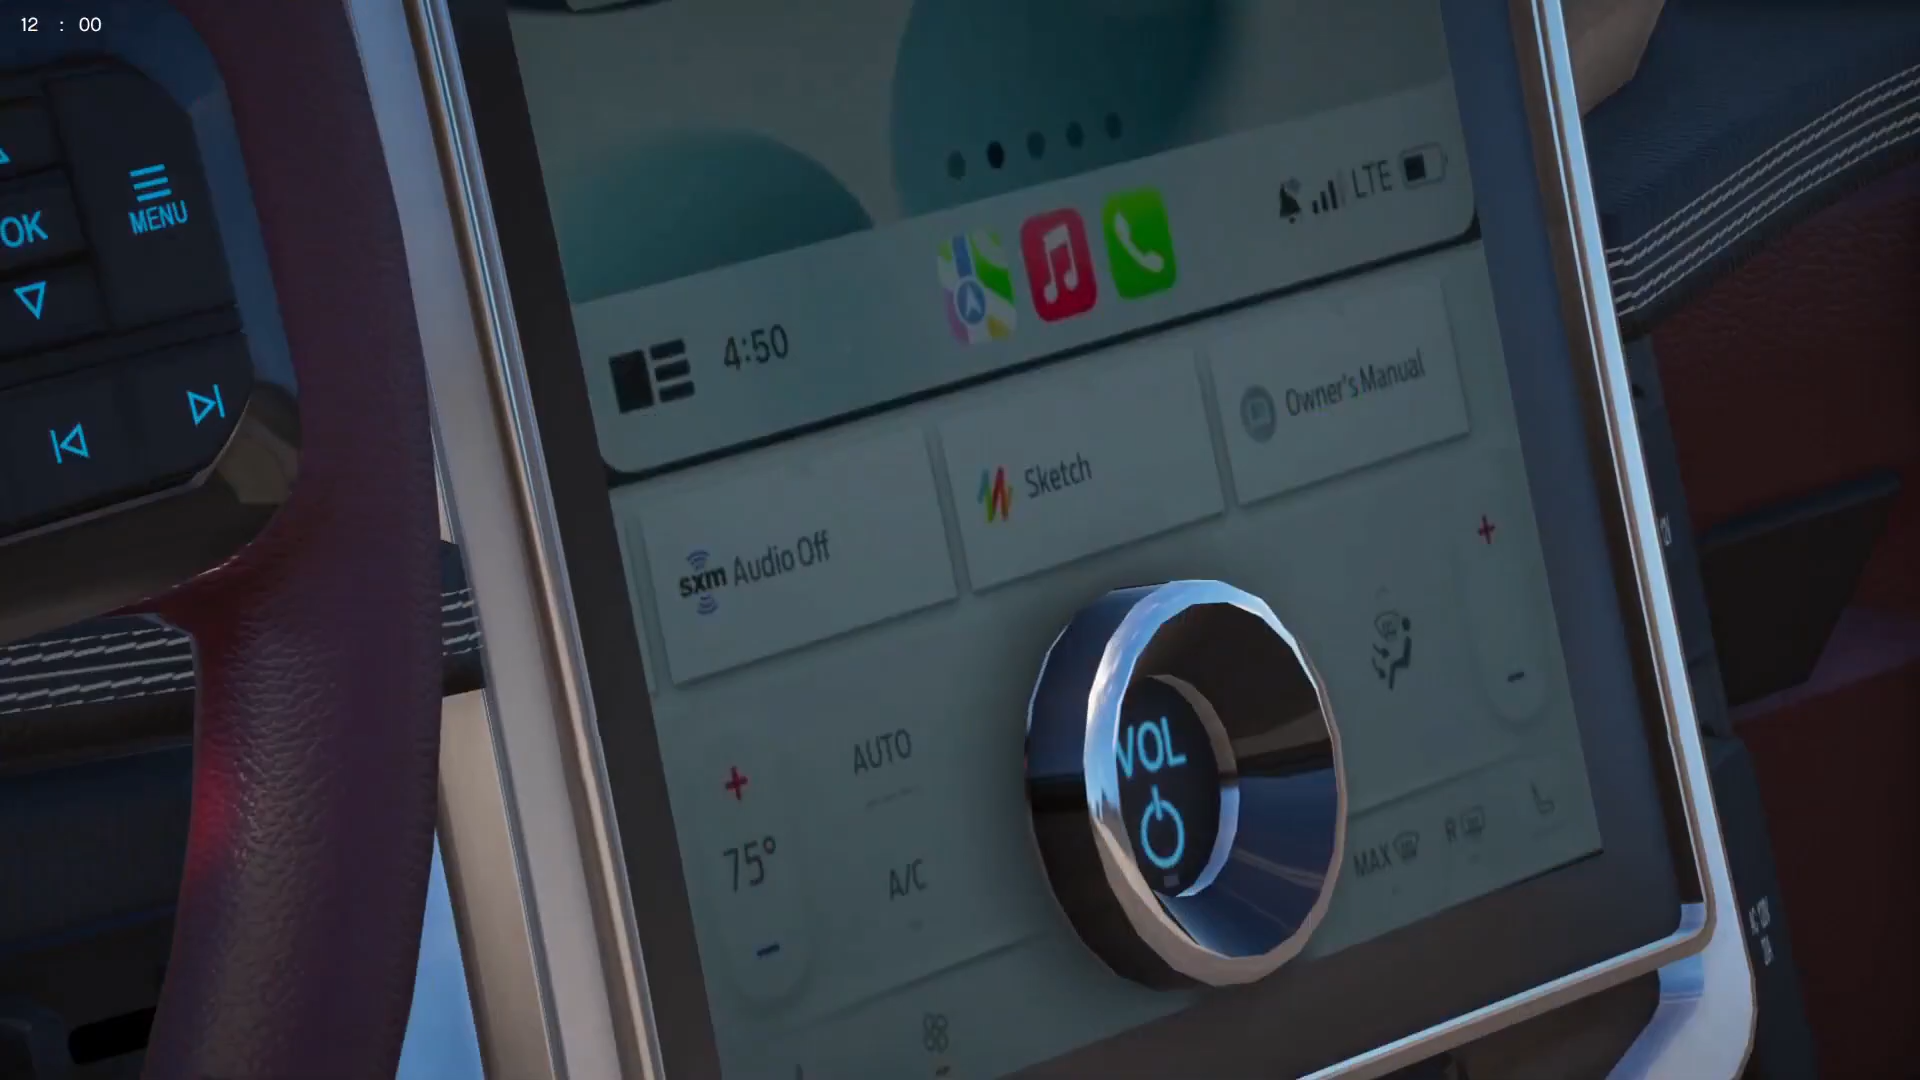 12 : 00
MENU
OK
LTE
4:50
Owner's Manual
Sketch
sxm Audio Off
VOL
AUTO
75°
A/C
MAX
R